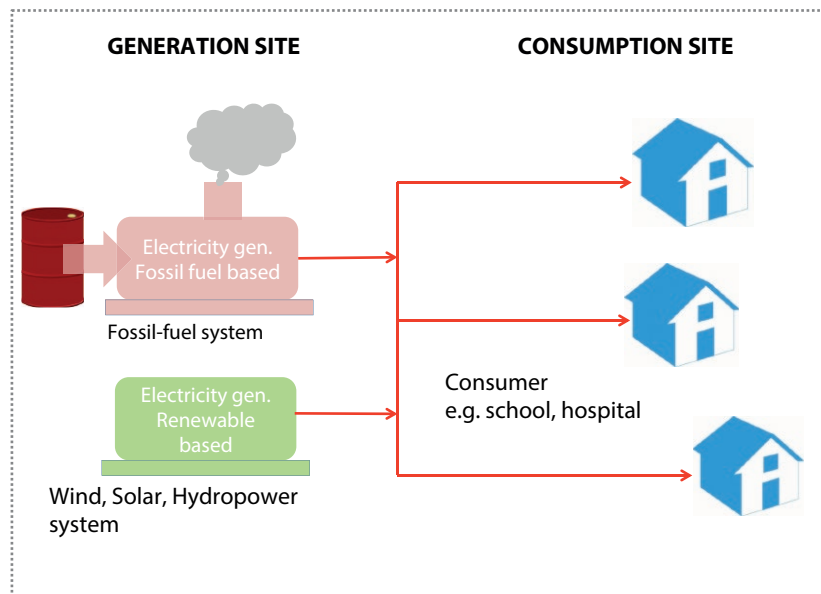 GENERATION SITE
CONSUMPTION SITE
Electricity gen.
Fossil fuel based
Fossil-fuel system
Electricity gen.
Renewable
based
Wind, Solar, Hydropower
system
Consumer
e.g. school, hospital